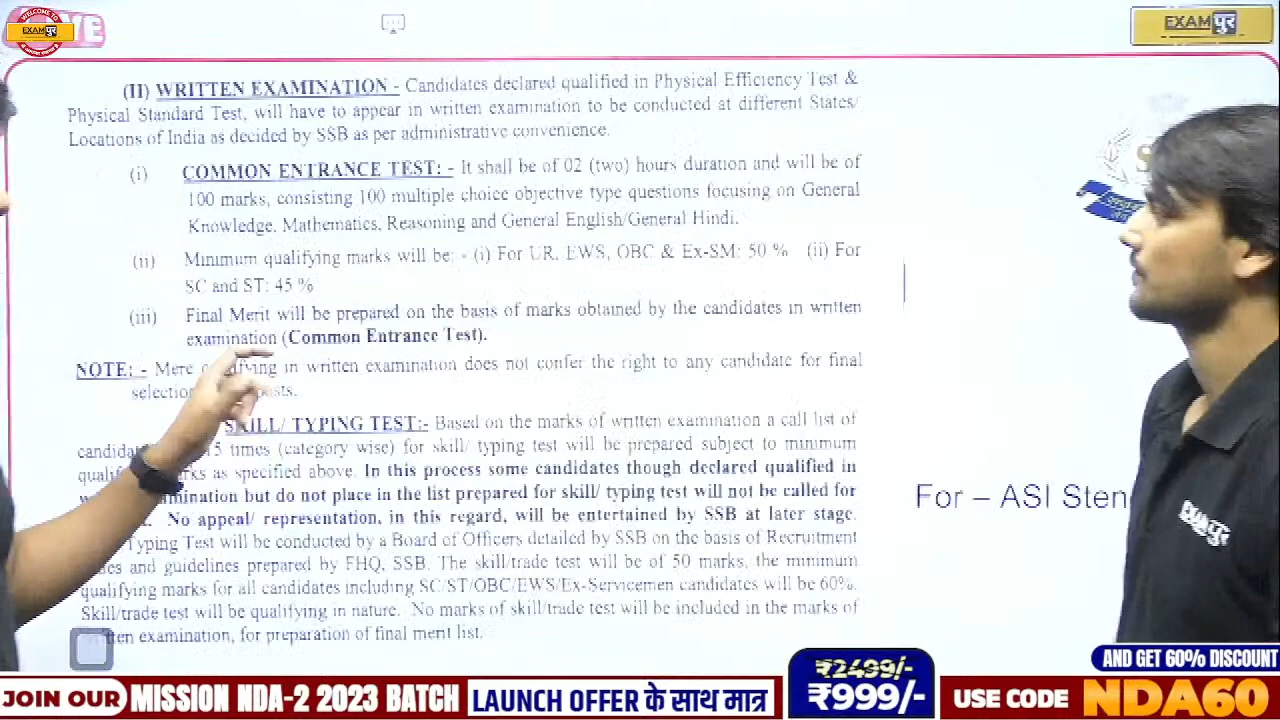 WELCOME TO
EXAM पुर
EXAM पुर
(II) WRITTEN EXAMINATION - Candidates declared qualified in Physical Efficiency Test &
Physical Standard Test, will have to appear in written examination to be conducted at different States/
Locations of India as decided by SSB as per administrative convenience.
(i) COMMON ENTRANCE TEST: - It shall be of 02 (two) hours duration and will be of
100 marks, consisting 100 multiple choice objective type questions focusing on General
Knowledge, Mathematics, Reasoning and General English/General Hindi.
(ii) Minimum qualifying marks will be: - (i) For UR, EWS, OBC & Ex-SM: 50 % (ii) For
SC and ST: 45 %
(iii) Final Merit will be prepared on the basis of marks obtained by the candidates in written
examination (Common Entrance Test).
NOTE: - Mere in written examination does not confer the right to any candidate for final
selection
SKILL/ TYPING TEST:- Based on the marks of written examination a call list of
5 times (category wise) for skill/ typing test will be prepared subject to minimum
as specified above. In this process some candidates though declared qualified in
but do not place in the list prepared for skill/ typing test will not be called for
No appeal/ representation, in this regard, will be entertained by SSB at later stage.
Typing Test will be conducted by a Board of Officers detailed by SSB on the basis of Recruitment
and guidelines prepared by FHQ, SSB. The skill/trade test will be of 50 marks, the minimum
qualifying marks for all candidates including SC/ST/OBC/EWS/Ex-Servicemen candidates will be 60%.
Skill/trade test will be qualifying in nature. No marks of skill/trade test will be included in the marks of
examination, for preparation of final merit list.
For – ASI Sten
EXAM पुर
AND GET 60% DISCOUNT
JOIN OUR MISSION NDA-2 2023 BATCH LAUNCH OFFER के साथ मात्र ₹2499/- ₹999/- USE CODE NDA60